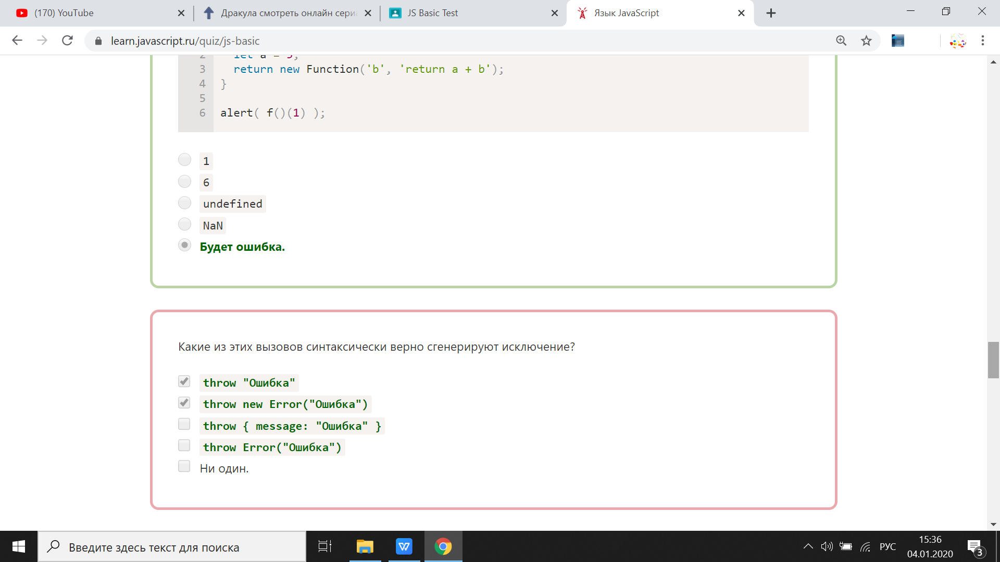 (170) YouTube
Дракула смотреть онлайн сери
JS Basic Test
Язык JavaScript
learn.javascript.ru/quiz/js-basic
2 let a = 5;
3 return new Function('b', 'return a + b');
4 }
5
6 alert( f()(1) );
1
6
undefined
NaN
Будет ошибка.
Какие из этих вызовов синтаксически верно сгенерируют исключение?
throw "Ошибка"
throw new Error("Ошибка")
throw { message: "Ошибка" }
throw Error("Ошибка")
Ни один.
Введите здесь текст для поиска
W
РУС
15:36
04.01.2020
3